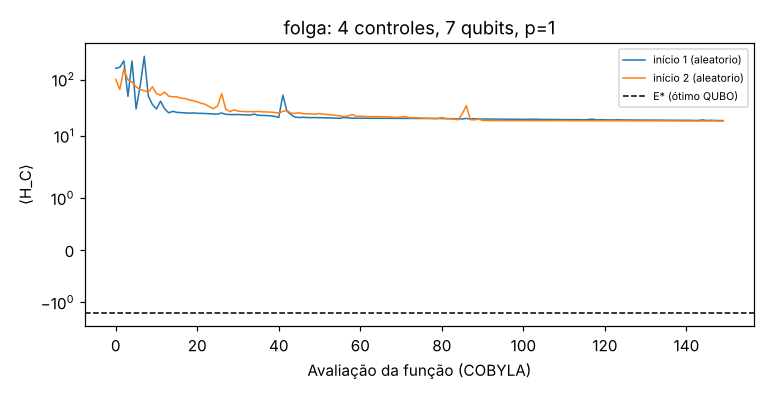 folga: 4 controles, 7 qubits, p=1
início 1 (aleatorio)
início 2 (aleatorio)
E* (ótimo QUBO)
⟨H_C⟩
10²
10¹
10⁰
0
−10⁰
0 20 40 60 80 100 120 140
Avaliação da função (COBYLA)